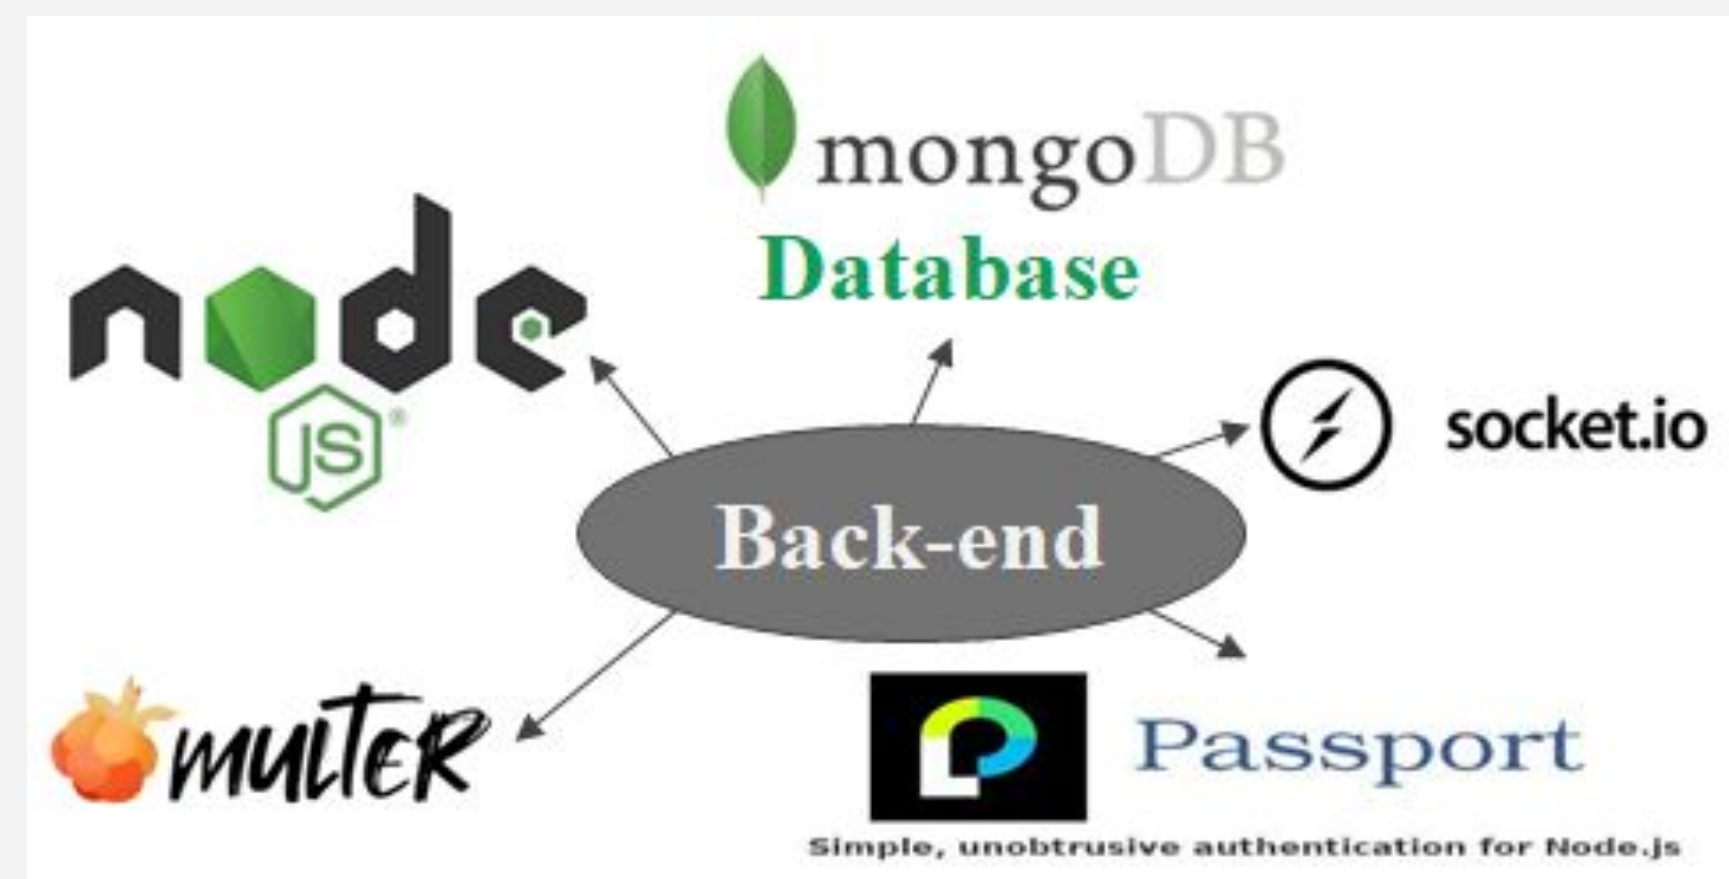 mongoDB
Database
node
JS®
socket.io
Back-end
MULTER
Passport
Simple, unobtrusive authentication for Node.js